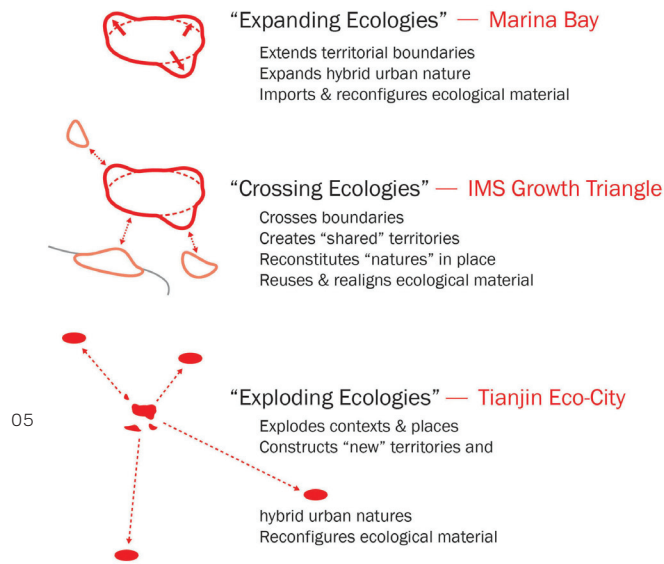 “Expanding Ecologies” — Marina Bay
Extends territorial boundaries
Expands hybrid urban nature
Imports & reconfigures ecological material
“Crossing Ecologies” — IMS Growth Triangle
Crosses boundaries
Creates “shared” territories
Reconstitutes “natures” in place
Reuses & realigns ecological material
“Exploding Ecologies” — Tianjin Eco-City
05
Explodes contexts & places
Constructs “new” territories and
hybrid urban natures
Reconfigures ecological material